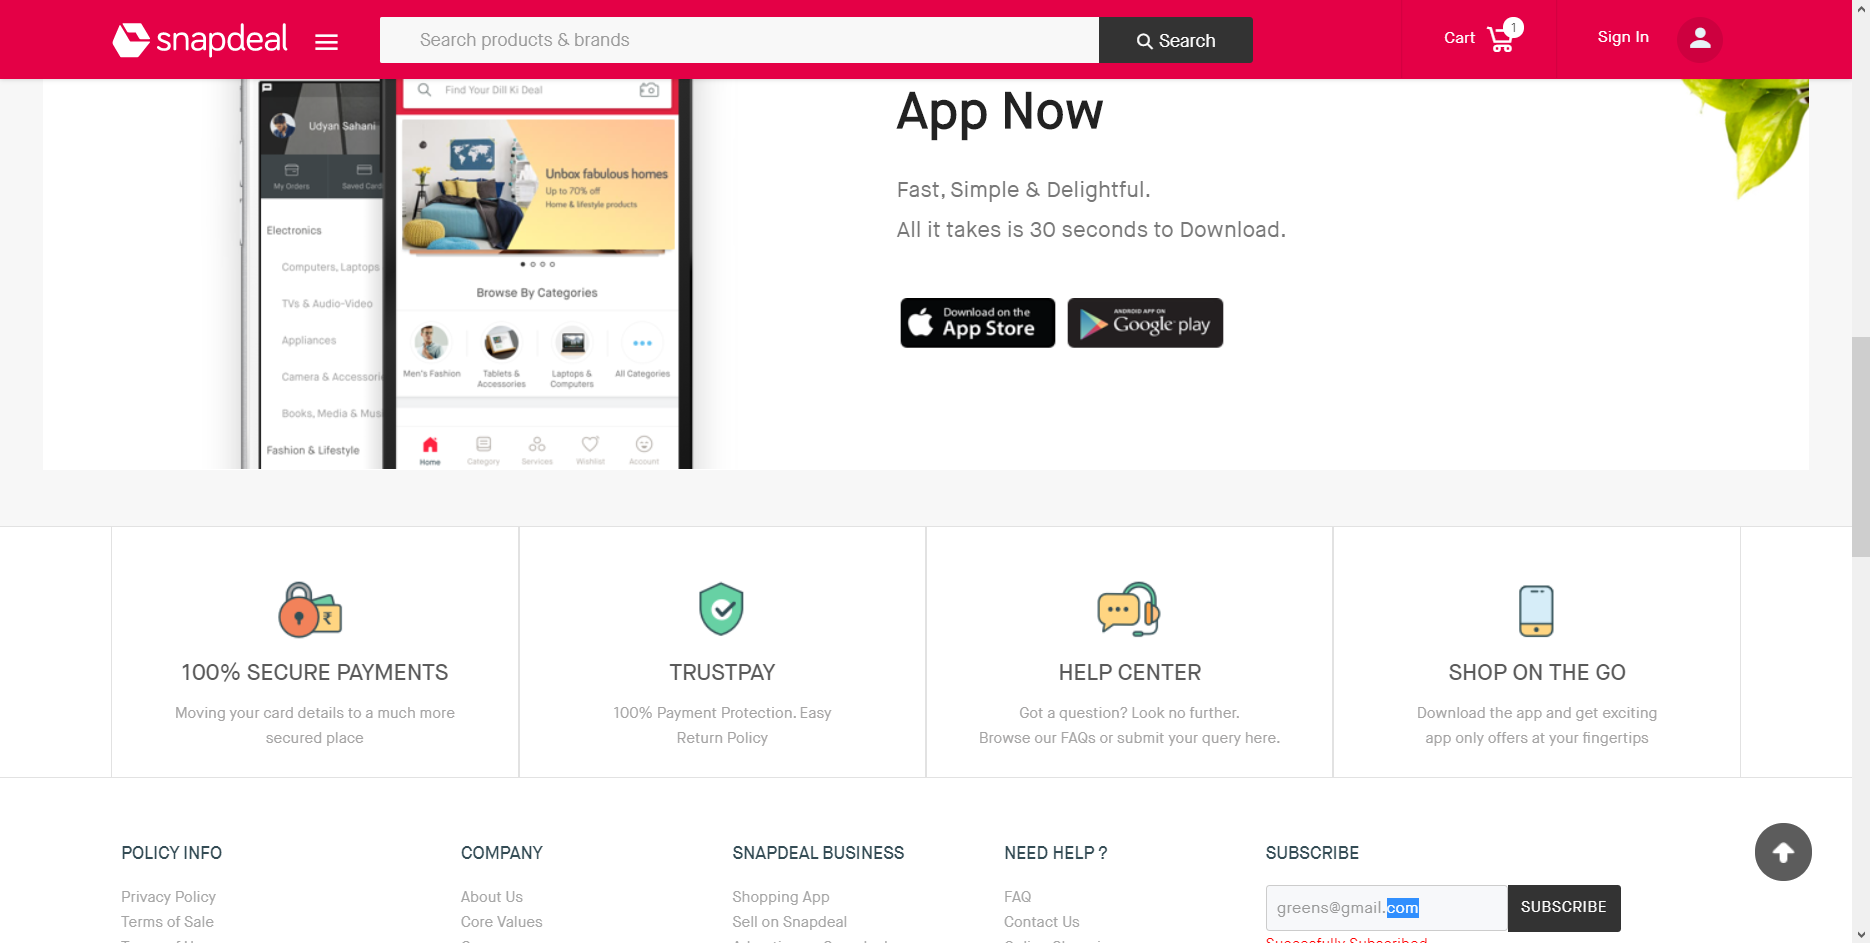 snapdeal
Search products & brands
Search
Cart 1
Sign In
Find Your Dill Ki Deal
Udyan Sahani
My Orders
Saved Card
Unbox fabulous homes
Up to 70% off
Home & lifestyle products
Electronics
Computers, Laptops
TVs & Audio-Video
Appliances
Camera & Accessori
Books, Media & Mus
Fashion & Lifestyle
Browse By Categories
Men's Fashion
Tablets &
Accessories
Laptops &
Computers
All Categories
Home
Category
Services
Wishlist
Account
App Now
Fast, Simple & Delightful.
All it takes is 30 seconds to Download.
Download on the
App Store
ANDROID APP ON
Google play
100% SECURE PAYMENTS
Moving your card details to a much more
secured place
TRUSTPAY
100% Payment Protection. Easy
Return Policy
HELP CENTER
Got a question? Look no further.
Browse our FAQs or submit your query here.
SHOP ON THE GO
Download the app and get exciting
app only offers at your fingertips
POLICY INFO
Privacy Policy
Terms of Sale
COMPANY
About Us
Core Values
SNAPDEAL BUSINESS
Shopping App
Sell on Snapdeal
NEED HELP ?
FAQ
Contact Us
SUBSCRIBE
greens@gmail.com
SUBSCRIBE